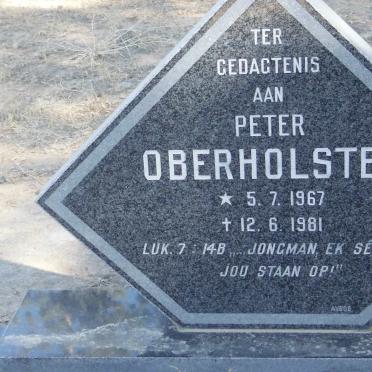 TER
GEDACTENIS
AAN
PETER
OBERHOLSTE
★ 5. 7. 1967
✝ 12. 6. 1981
LUK. 7 : 14B „... JONGMAN, EK SÊ
JOU STAAN OP!"